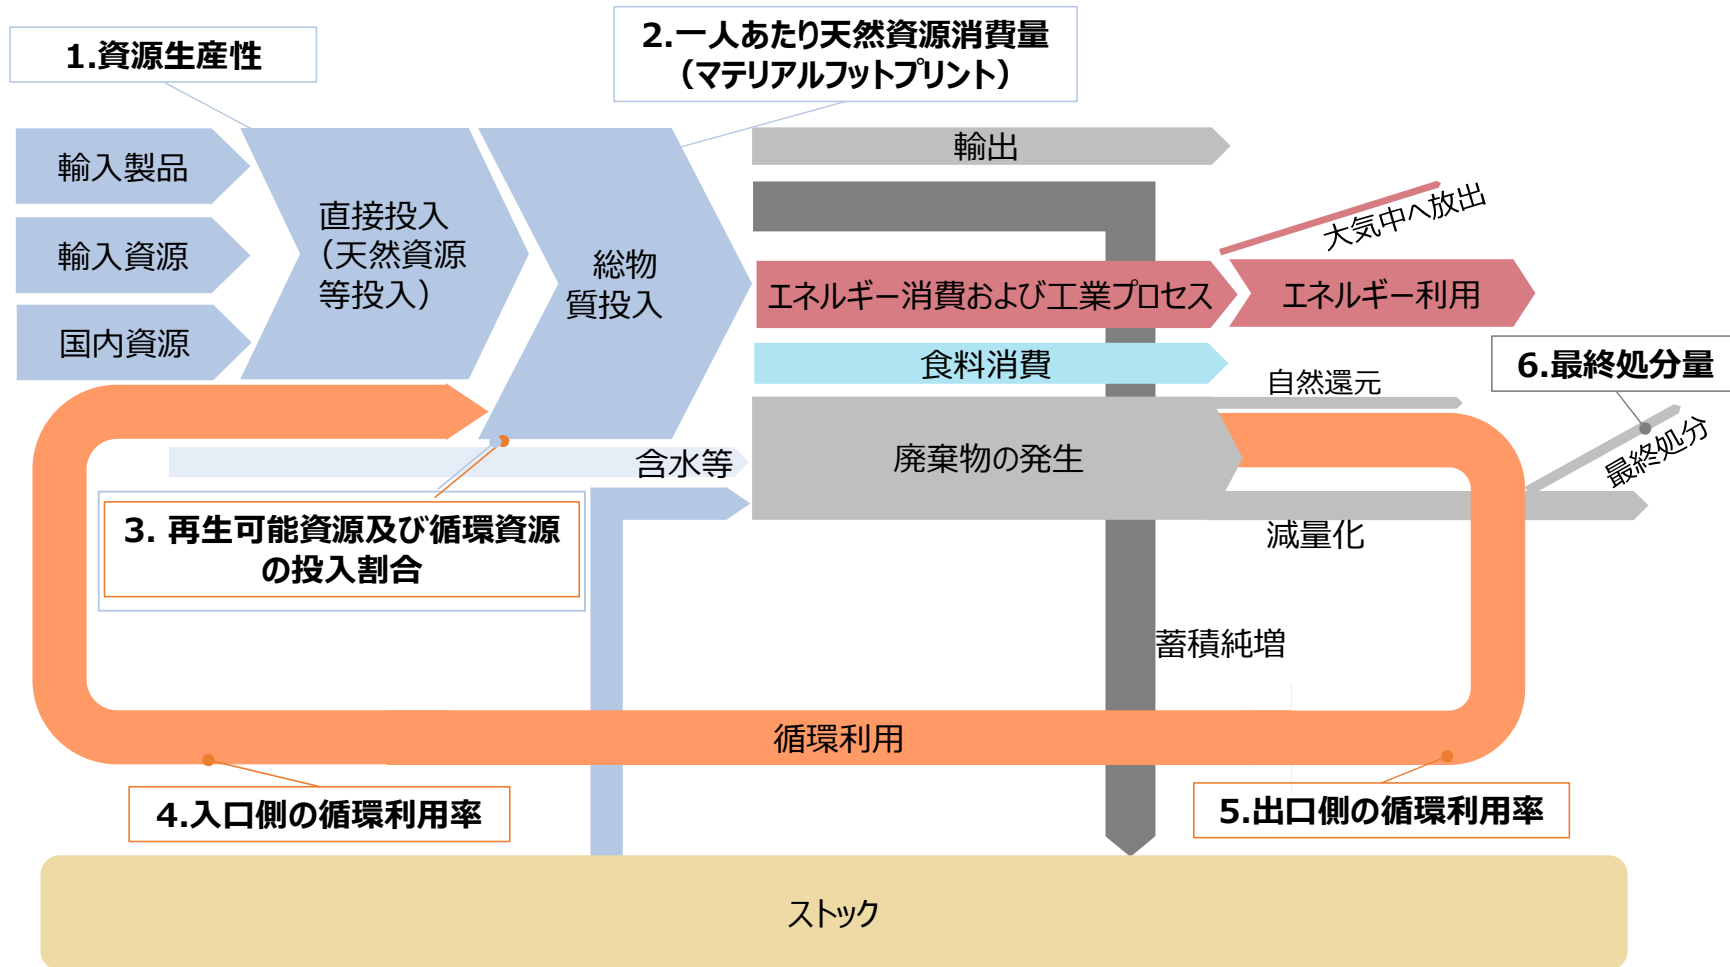 1.資源生産性
2.一人あたり天然資源消費量
（マテリアルフットプリント）
輸入製品
輸入資源
国内資源
直接投入
（天然資源
等投入）
総物
質投入
輸出
大気中へ放出
エネルギー消費および工業プロセス
エネルギー利用
食料消費
自然還元
6.最終処分量
最終処分
含水等
廃棄物の発生
減量化
3. 再生可能資源及び循環資源
の投入割合
蓄積純増
循環利用
4.入口側の循環利用率
5.出口側の循環利用率
ストック